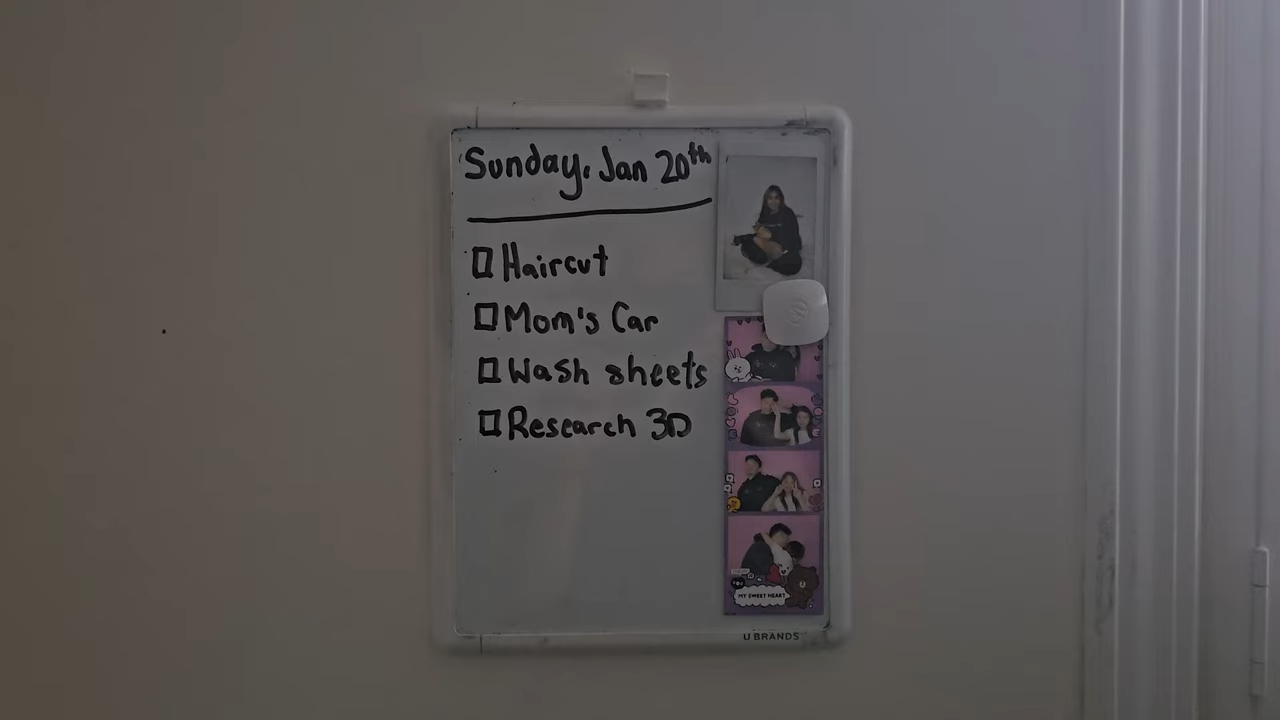 Sunday, Jan 20th
Haircut
Mom's Car
Wash sheets
Research 3D
MY SWEET HEART
U BRANDS